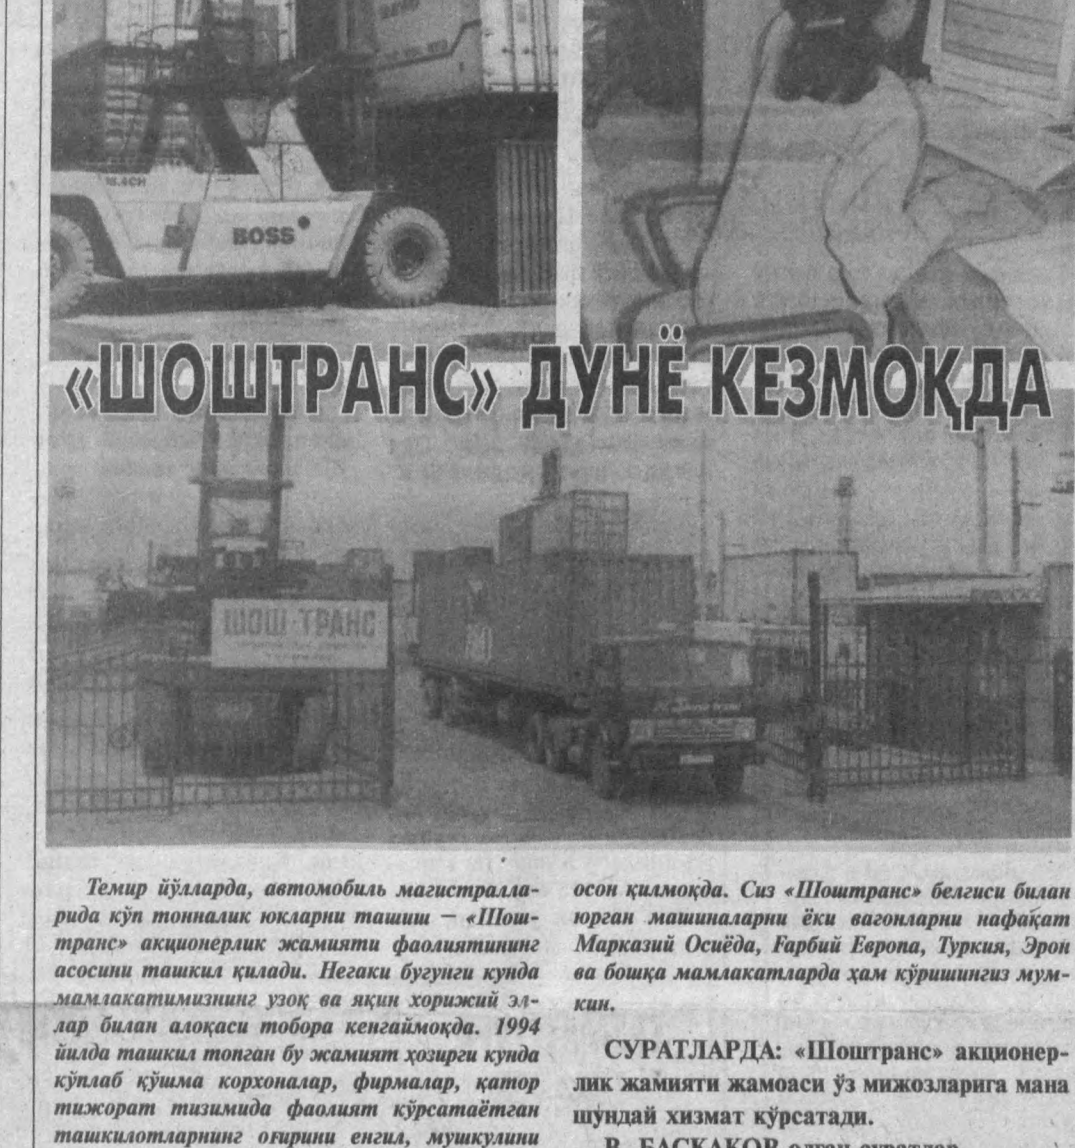 BOSS
«ШОШТРАНС» ДУНЁ КЕЗМОҚДА
ШОШ ТРАНС
Темир йўлларда, автомобиль магистралла-
рида кўп тонналик юкларни ташиш — «Шош-
транс» акционерлик жамияти фаолиятининг
асосини ташкил қилади. Негаки бугунги кунда
мамлакатимизнинг узоқ ва яқин хорижий эл-
лар билан алоқаси тобора кенгаймоқда. 1994
йилда ташкил топган бу жамият ҳозирги кунда
кўплаб қўшма корхоналар, фирмалар, қатор
тижорат тизимида фаолият кўрсатаётган
ташкилотларнинг оғирини енгил, мушкулини
осон қилмоқда. Сиз «Шоштранс» белгиси билан
юрган машиналарни ёки вагонларни нафақат
Марказий Осиёда, Ғарбий Европа, Туркия, Эрон
ва бошқа мамлакатларда ҳам кўришингиз мум-
кин.
СУРАТЛАРДА: «Шоштранс» акционер-
лик жамияти жамоаси ўз мижозларига мана
шундай хизмат кўрсатади.
Р. БАСКАКОВ олган суратлар.